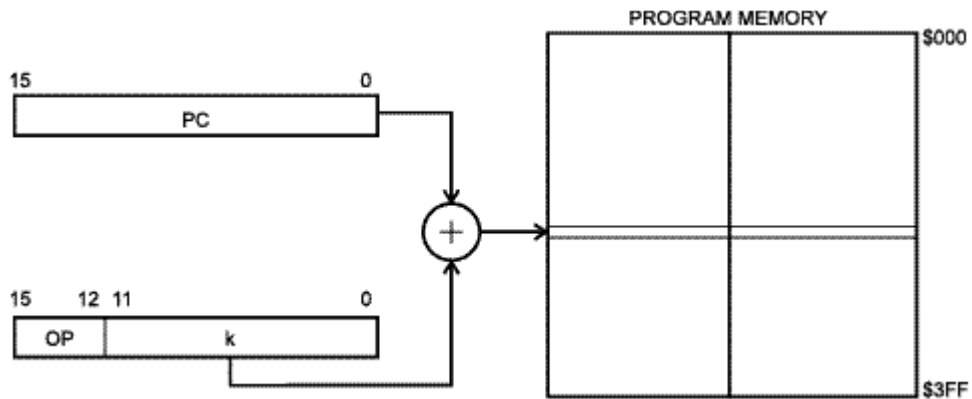 PROGRAM MEMORY
$000
15 0
PC
+
15 12 11 0
OP k
$3FF